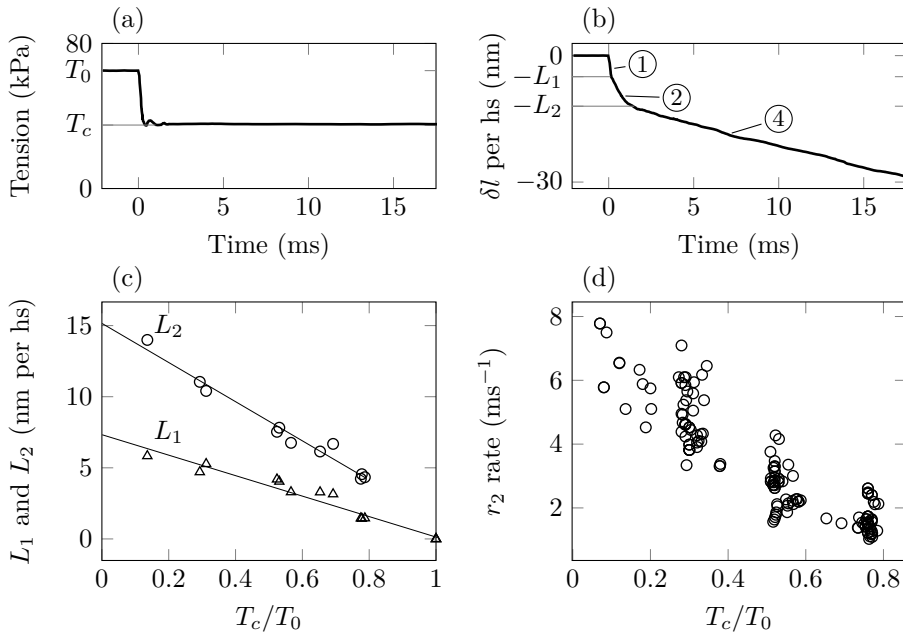 (a)
80
T₀
T_c
0
Tension (kPa)
0 5 10 15
Time (ms)
(b)
0
−L₁
−L₂
−30
δl per hs (nm)
1
2
4
0 5 10 15
Time (ms)
(c)
15
10
5
0
L₁ and L₂ (nm per hs)
L₂
L₁
0 0.2 0.4 0.6 0.8 1
T_c/T₀
(d)
8
6
4
2
r₂ rate (ms⁻¹)
0 0.2 0.4 0.6 0.8
T_c/T₀